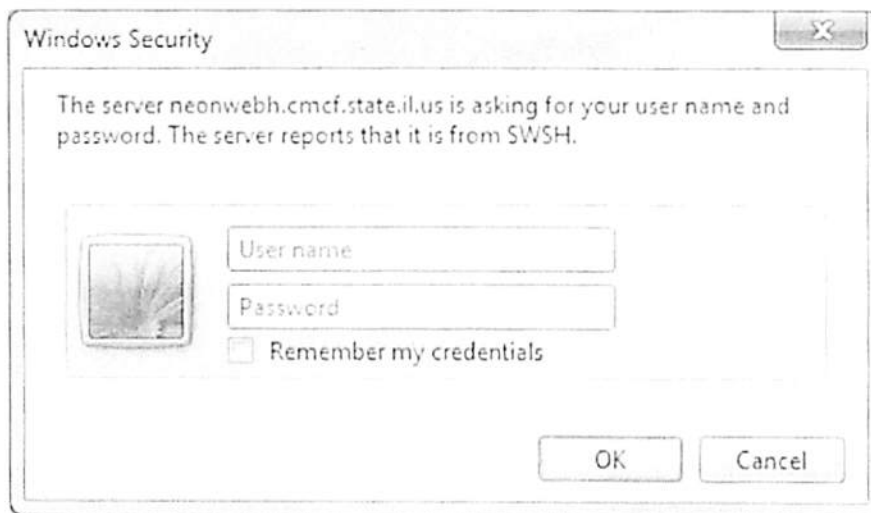 Windows Security
The server neonwebh.cmcf.state.il.us is asking for your user name and
password. The server reports that it is from SWSH.
User name
Password
Remember my credentials
OK
Cancel